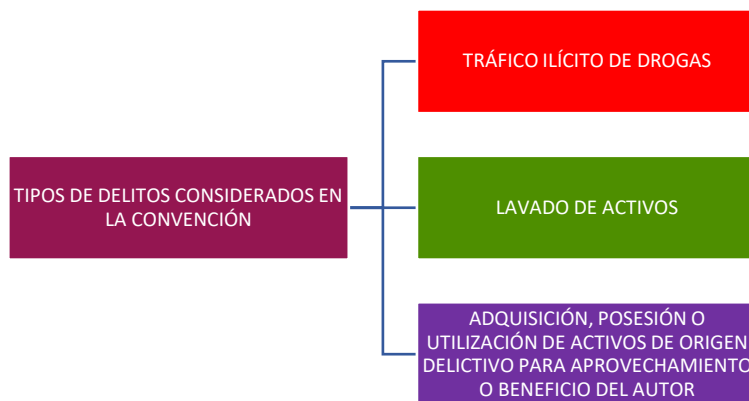 TRÁFICO ILÍCITO DE DROGAS
TIPOS DE DELITOS CONSIDERADOS EN
LA CONVENCIÓN
LAVADO DE ACTIVOS
ADQUISICIÓN, POSESIÓN O
UTILIZACIÓN DE ACTIVOS DE ORIGEN
DELICTIVO PARA APROVECHAMIENTO
O BENEFICIO DEL AUTOR